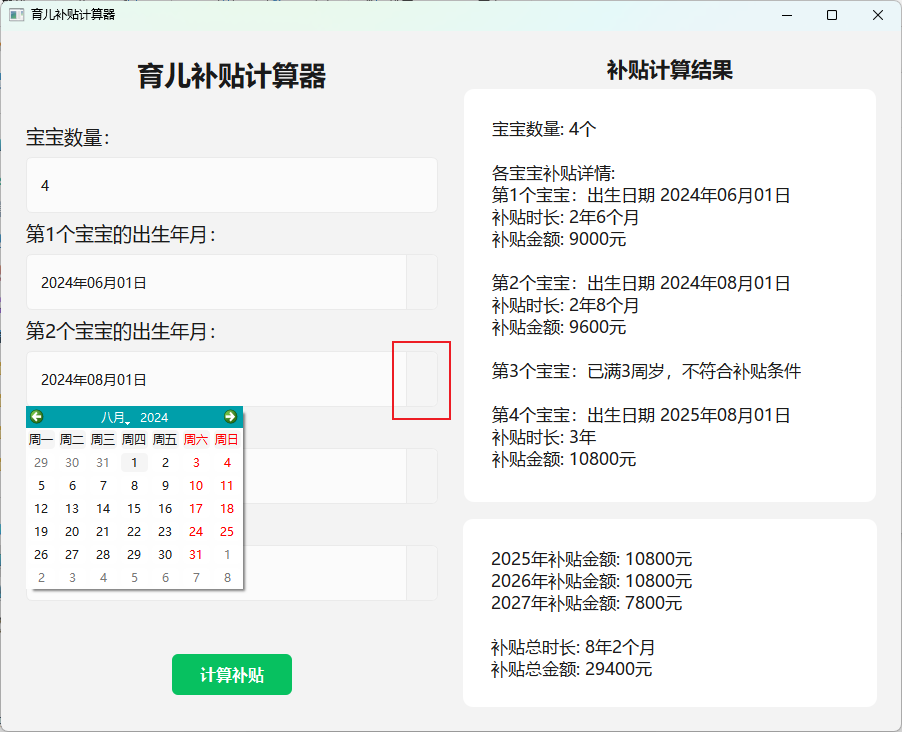 育儿补贴计算器
育儿补贴计算器
宝宝数量：
4
第1个宝宝的出生年月：
2024年06月01日
第2个宝宝的出生年月：
2024年08月01日
八月 2024
周一 周二 周三 周四 周五 周六 周日
29 30 31 1 2 3 4
5 6 7 8 9 10 11
12 13 14 15 16 17 18
19 20 21 22 23 24 25
26 27 28 29 30 31 1
2 3 4 5 6 7 8
计算补贴
补贴计算结果
宝宝数量: 4个
各宝宝补贴详情:
第1个宝宝：出生日期 2024年06月01日
补贴时长: 2年6个月
补贴金额: 9000元
第2个宝宝：出生日期 2024年08月01日
补贴时长: 2年8个月
补贴金额: 9600元
第3个宝宝：已满3周岁，不符合补贴条件
第4个宝宝：出生日期 2025年08月01日
补贴时长: 3年
补贴金额: 10800元
2025年补贴金额: 10800元
2026年补贴金额: 10800元
2027年补贴金额: 7800元
补贴总时长: 8年2个月
补贴总金额: 29400元